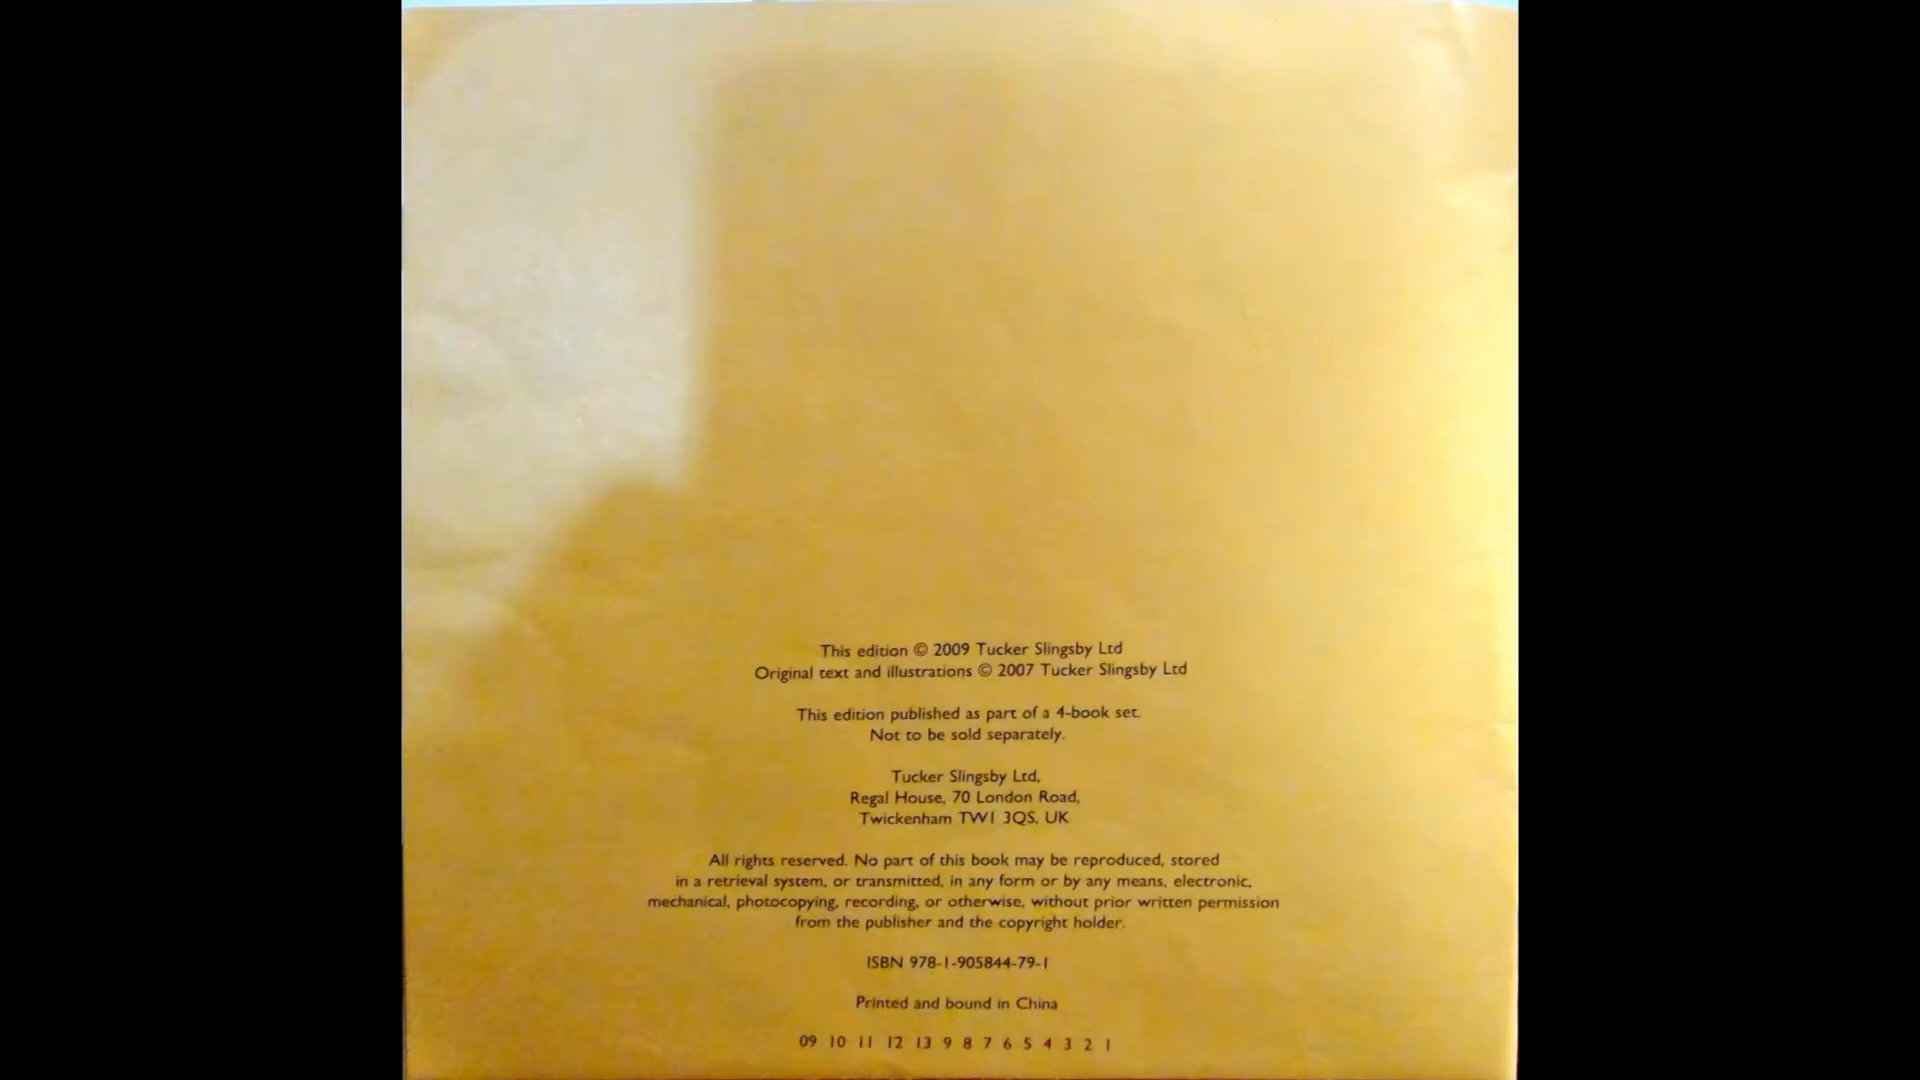 This edition © 2009 Tucker Slingsby Ltd
Original text and illustrations © 2007 Tucker Slingsby Ltd
This edition published as part of a 4-book set.
Not to be sold separately.
Tucker Slingsby Ltd,
Regal House, 70 London Road,
Twickenham TW1 3QS, UK
All rights reserved. No part of this book may be reproduced, stored
in a retrieval system, or transmitted, in any form or by any means, electronic,
mechanical, photocopying, recording, or otherwise, without prior written permission
from the publisher and the copyright holder.
ISBN 978-1-905844-79-1
Printed and bound in China
09 10 11 12 13 9 8 7 6 5 4 3 2 1